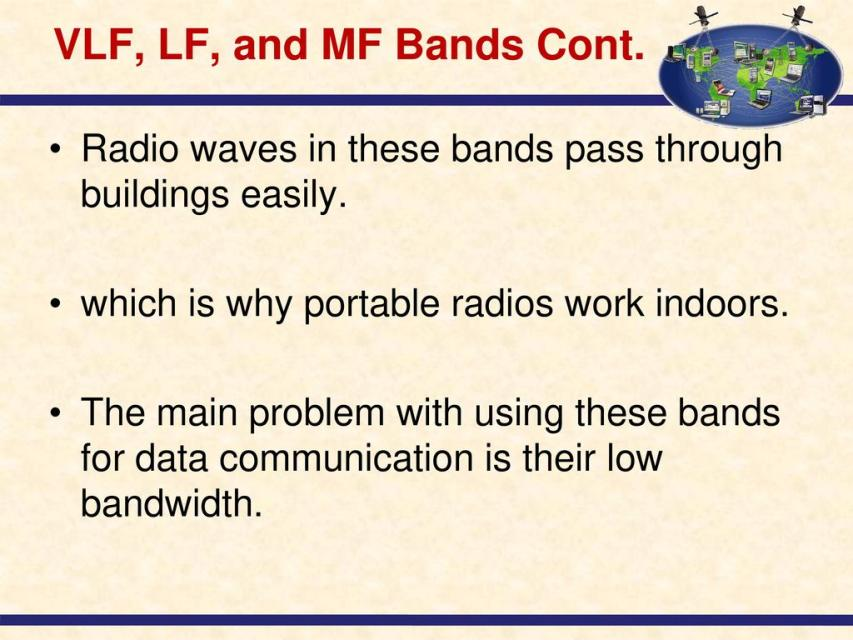 VLF, LF, and MF Bands Cont.
• Radio waves in these bands pass through
buildings easily.
• which is why portable radios work indoors.
• The main problem with using these bands
for data communication is their low
bandwidth.